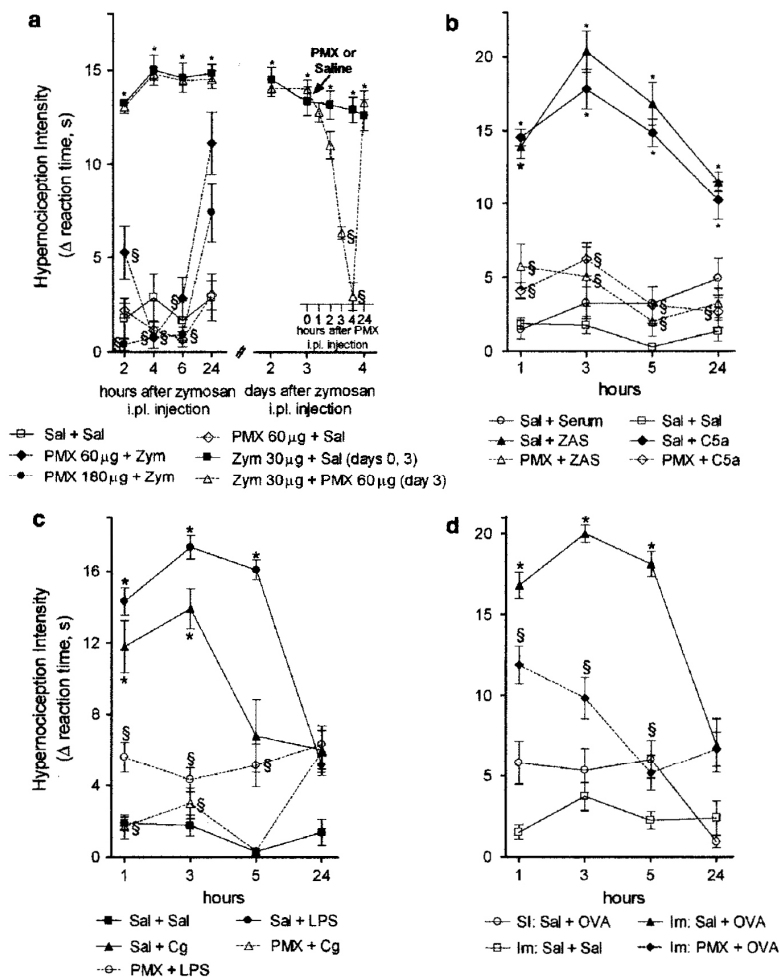 a
Hypernociception Intensity
(Δ reaction time, s)
15
12
9
6
3
0
PMX or
Saline
* * * * * * * * *
§ § § § § § § §
0 1 2 3 4 24
hours after PMX
i.pl. injection
2 4 6 24
2 3 4
hours after zymosan
i.pl. injection
days after zymosan
i.pl. injection
Sal + Sal
PMX 60µg + Sal
PMX 60µg + Zym
Zym 30µg + Sal (days 0, 3)
PMX 180µg + Zym
Zym 30µg + PMX 60µg (day 3)
b
20
15
10
5
0
* * * * * * * *
§ § § § § § § §
1 3 5 24
hours
Sal + Serum
Sal + Sal
Sal + ZAS
Sal + C5a
PMX + ZAS
PMX + C5a
c
Hypernociception Intensity
(Δ reaction time, s)
16
12
8
4
0
* * * * *
§ § § § §
1 3 5 24
hours
Sal + Sal
Sal + LPS
Sal + Cg
PMX + Cg
PMX + LPS
d
20
15
10
5
0
* * *
§ § §
1 3 5 24
hours
SI: Sal + OVA
Im: Sal + OVA
Im: Sal + Sal
Im: PMX + OVA